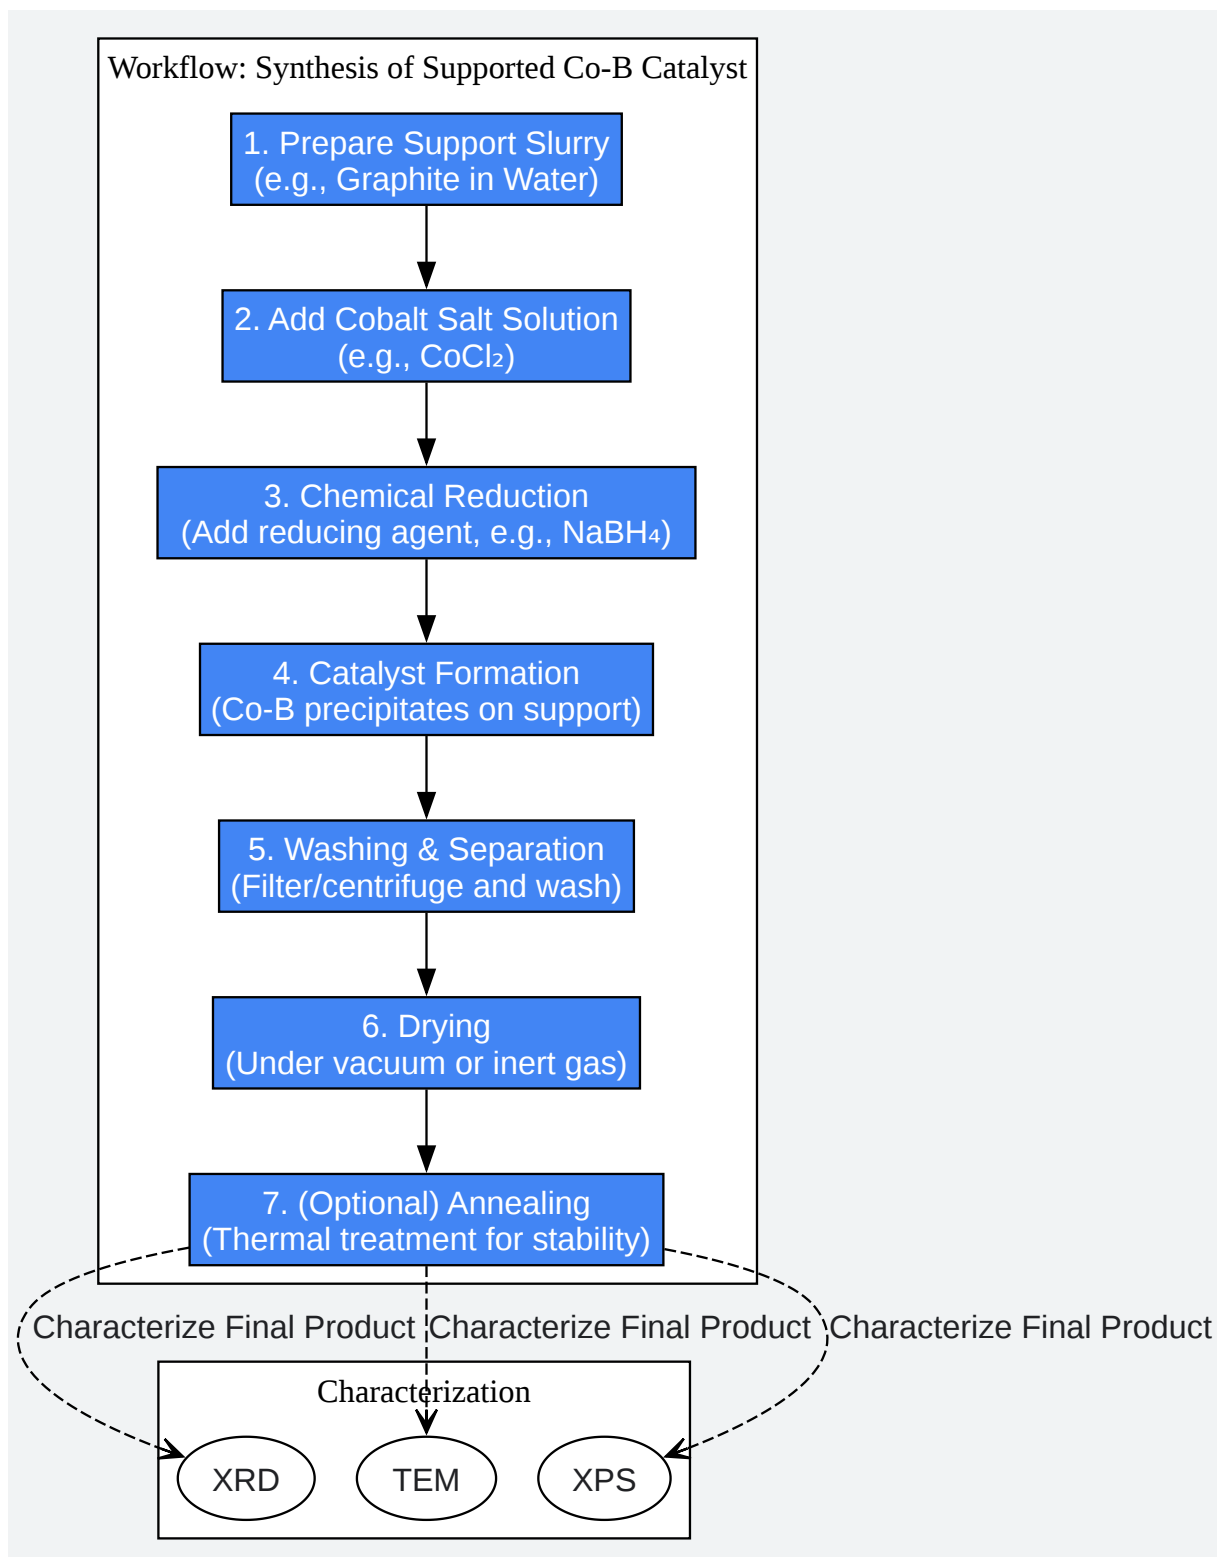 Workflow: Synthesis of Supported Co-B Catalyst
1. Prepare Support Slurry
(e.g., Graphite in Water)
2. Add Cobalt Salt Solution
(e.g., CoCl₂)
3. Chemical Reduction
(Add reducing agent, e.g., NaBH₄)
4. Catalyst Formation
(Co-B precipitates on support)
5. Washing & Separation
(Filter/centrifuge and wash)
6. Drying
(Under vacuum or inert gas)
7. (Optional) Annealing
(Thermal treatment for stability)
Characterize Final Product
Characterize Final Product
Characterize Final Product
Characterization
XRD
TEM
XPS